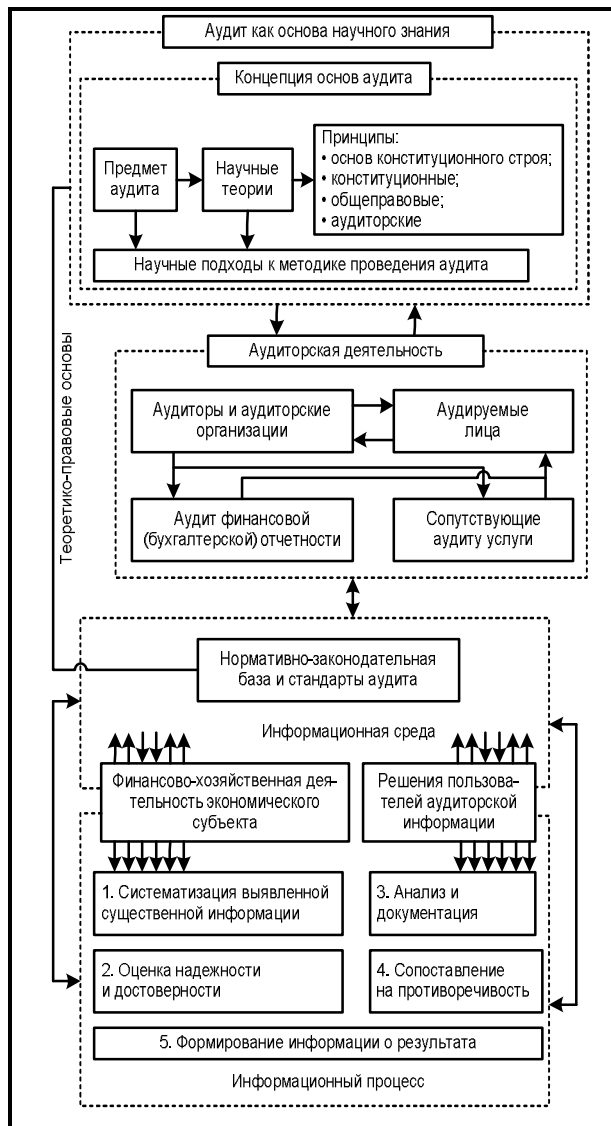 Аудит как основа научного знания
Концепция основ аудита
Предмет
аудита
Научные
теории
Принципы:
• основ конституционного строя;
• конституционные;
• общеправовые;
• аудиторские
Научные подходы к методике проведения аудита
Теоретико-правовые основы
Аудиторская деятельность
Аудиторы и аудиторские
организации
Аудируемые
лица
Аудит финансовой
(бухгалтерской) отчетности
Сопутствующие
аудиту услуги
Нормативно-законодательная
база и стандарты аудита
Информационная среда
Финансово-хозяйственная дея-
тельность экономического
субъекта
Решения пользова-
телей аудиторской
информации
1. Систематизация выявленной
существенной информации
3. Анализ и
документация
2. Оценка надежности
и достоверности
4. Сопоставление
на противоречивость
5. Формирование информации о результата
Информационный процесс